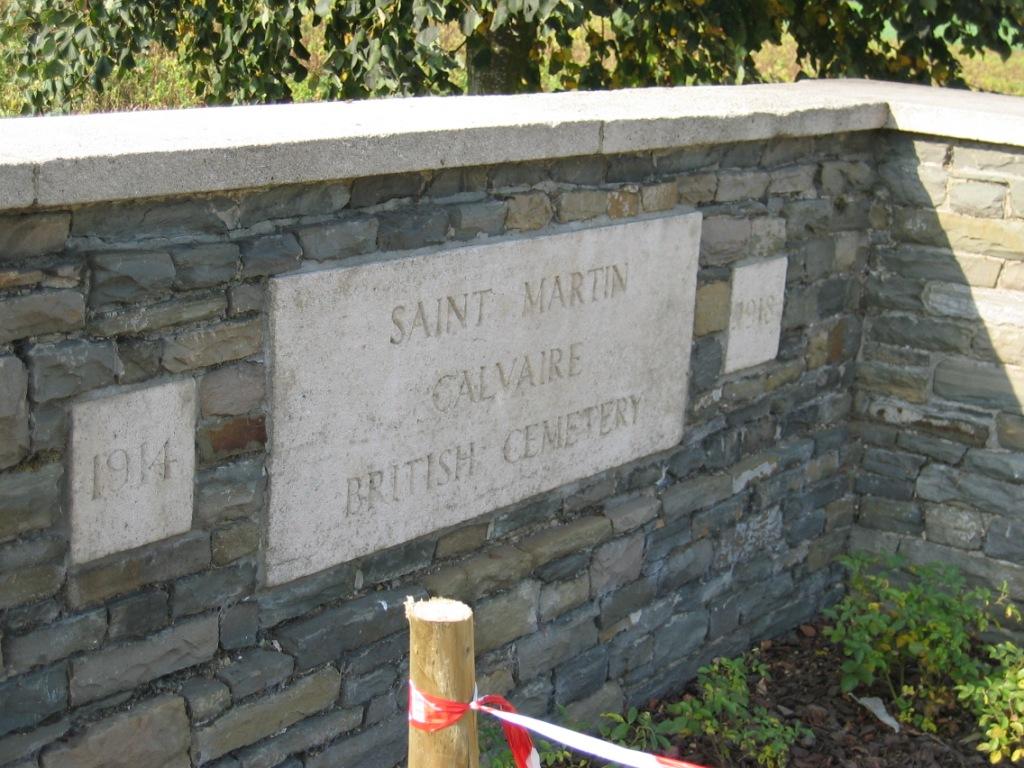 SAINT MARTIN
CALVAIRE
BRITISH CEMETERY
1914
1918